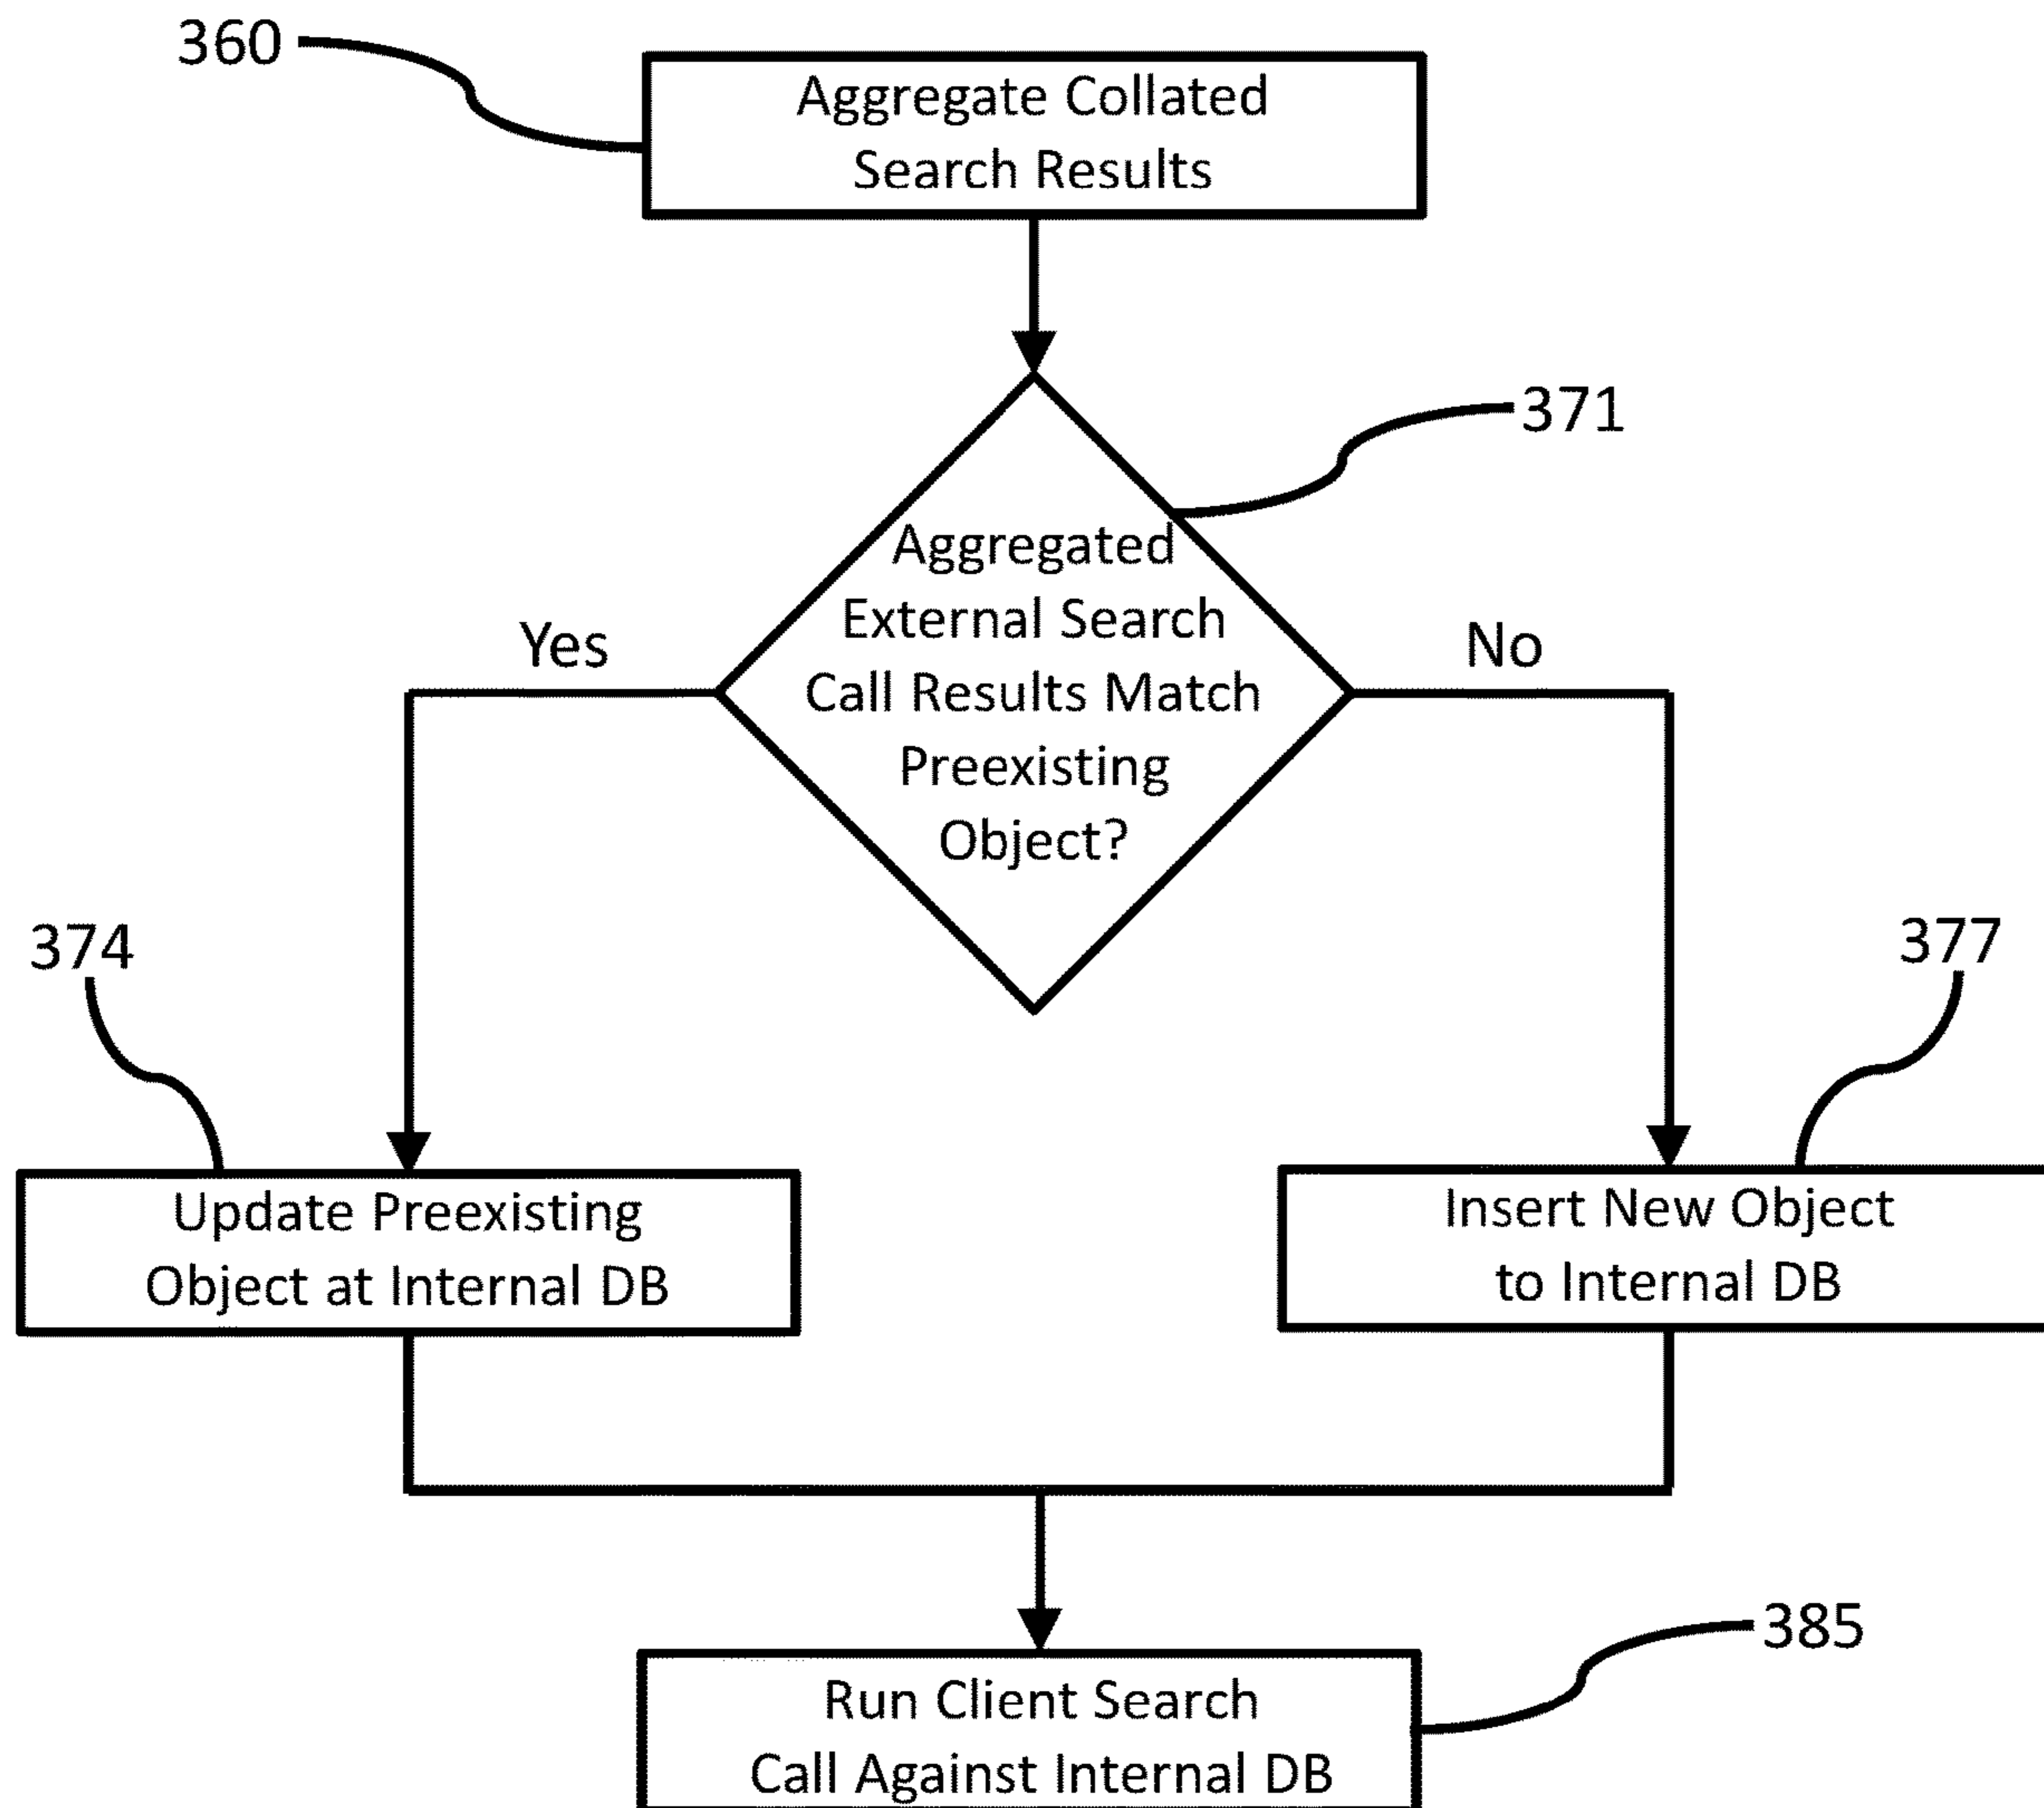 360
Aggregate Collated
Search Results
371
Aggregated
External Search
Call Results Match
Preexisting
Object?
Yes
No
374
377
Update Preexisting
Object at Internal DB
Insert New Object
to Internal DB
385
Run Client Search
Call Against Internal DB